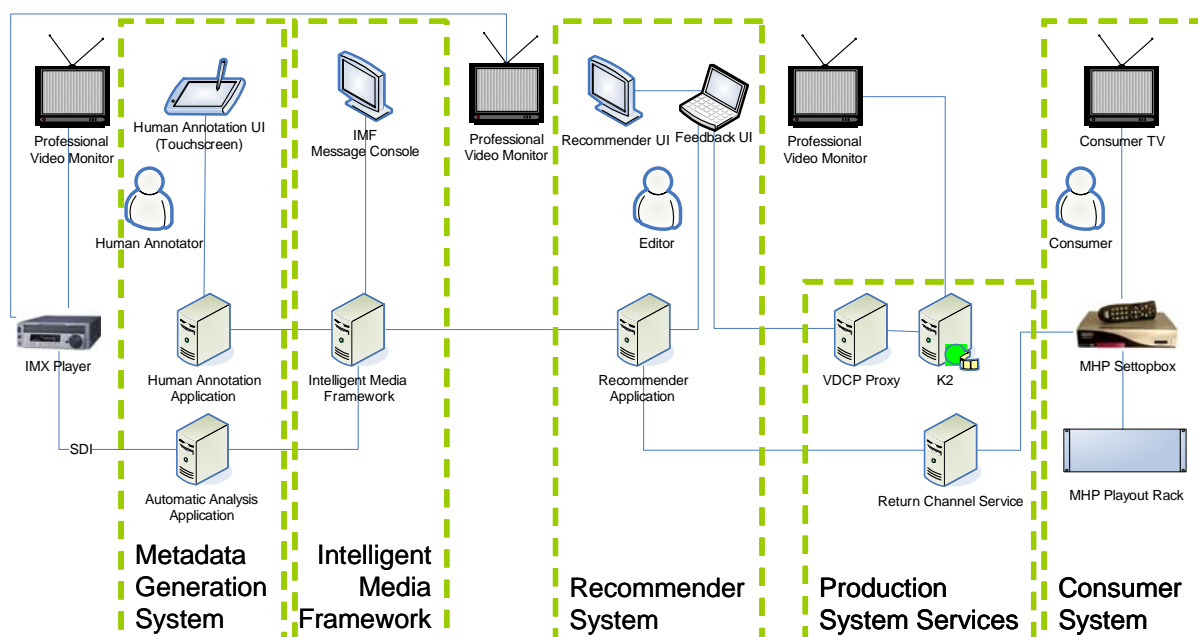 Professional
Video Monitor
Human Annotation UI
(Touchscreen)
IMF
Message Console
Professional
Video Monitor
Recommender UI
Feedback UI
Professional
Video Monitor
Consumer TV
Human Annotator
Editor
Consumer
IMX Player
Human Annotation
Application
Intelligent Media
Framework
Recommender
Application
VDCP Proxy
K2
MHP Settopbox
SDI
Automatic Analysis
Application
Return Channel Service
MHP Playout Rack
Metadada
Generation
System
Intelligent
Media
Framework
Recommender
System
Production
System Services
Consumer
System